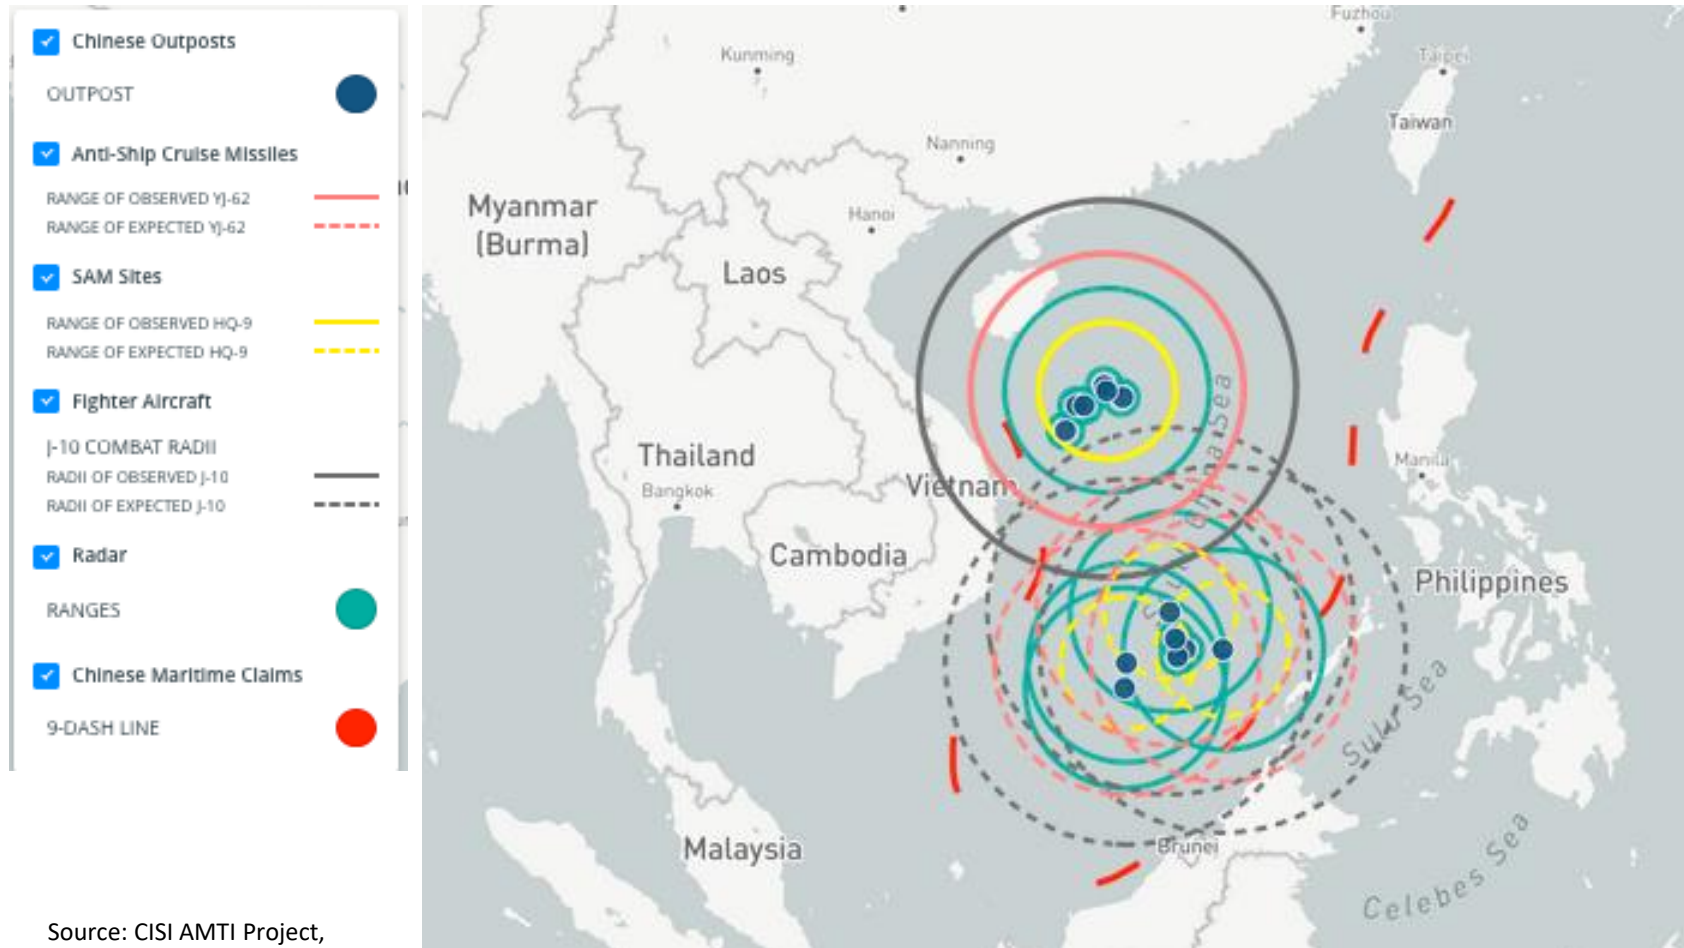 Chinese Outposts
OUTPOST
Anti-Ship Cruise Missiles
RANGE OF OBSERVED YJ-62
RANGE OF EXPECTED YJ-62
SAM Sites
RANGE OF OBSERVED HQ-9
RANGE OF EXPECTED HQ-9
Fighter Aircraft
J-10 COMBAT RADII
RADII OF OBSERVED J-10
RADII OF EXPECTED J-10
Radar
RANGES
Chinese Maritime Claims
9-DASH LINE
Source: CISI AMTI Project,
Fuzhou
Kunming
Taipei
Taiwan
Nanning
Myanmar
(Burma)
Hanoi
Laos
Thailand
Bangkok
Vietnam
Manila
Cambodia
Philippines
Sea
Sulu Sea
Malaysia
Brunei
Celebes Sea